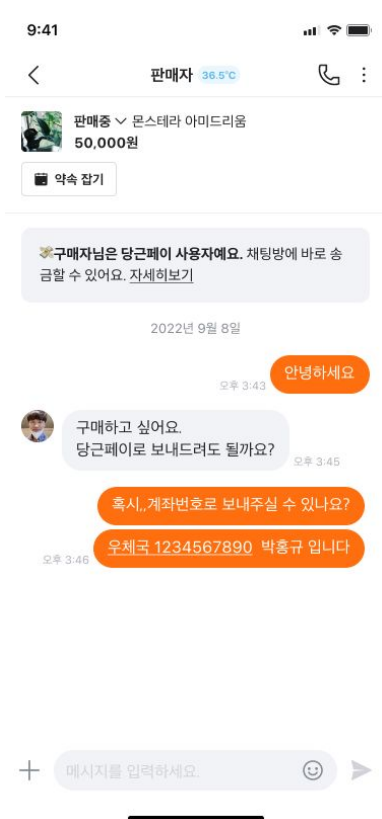 9:41
판매자 36.5°C
판매중 몬스테라 아미드리움
50,000원
약속 잡기
구매자님은 당근페이 사용자예요. 채팅방에 바로 송
금할 수 있어요. 자세히보기
2022년 9월 8일
안녕하세요
오후 3:43
구매하고 싶어요.
당근페이로 보내드려도 될까요?
오후 3:45
혹시,,계좌번호로 보내주실 수 있나요?
우체국 1234567890 박홍규 입니다
오후 3:46
메시지를 입력하세요.